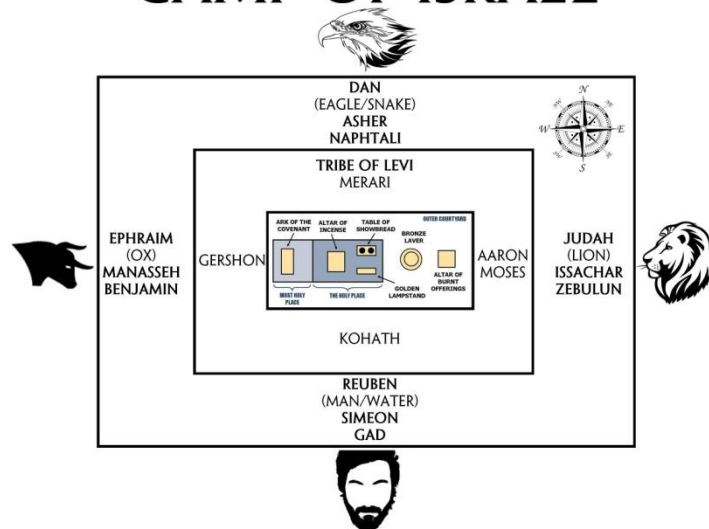 CAMP OF ISRAEL
DAN
(EAGLE/SNAKE)
ASHER
NAPHTALI
N
W
E
S
TRIBE OF LEVI
MERARI
ARK OF THE
COVENANT
ALTAR OF
INCENSE
TABLE OF
SHOWBREAD
OUTER COURTYARD
BRONZE
LAVER
EPHRAIM
(OX)
MANASSEH
BENJAMIN
GERSHON
AARON
MOSES
JUDAH
(LION)
ISSACHAR
ZEBULUN
MOST HOLY
PLACE
THE HOLY PLACE
GOLDEN
LAMPSTAND
ALTAR OF
BURNT
OFFERINGS
KOHATH
REUBEN
(MAN/WATER)
SIMEON
GAD